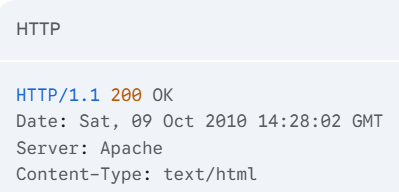 HTTP
HTTP/1.1 200 OK
Date: Sat, 09 Oct 2010 14:28:02 GMT
Server: Apache
Content-Type: text/html